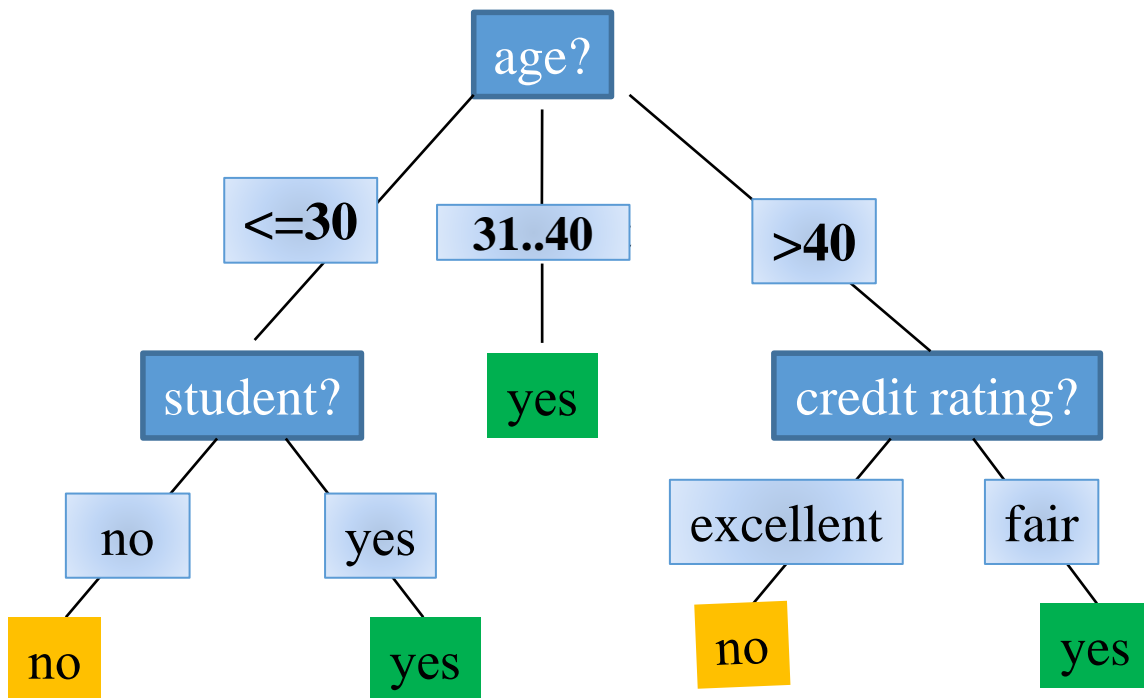 age?
<=30
31..40
>40
student?
yes
credit rating?
no
yes
excellent
fair
no
yes
no
yes